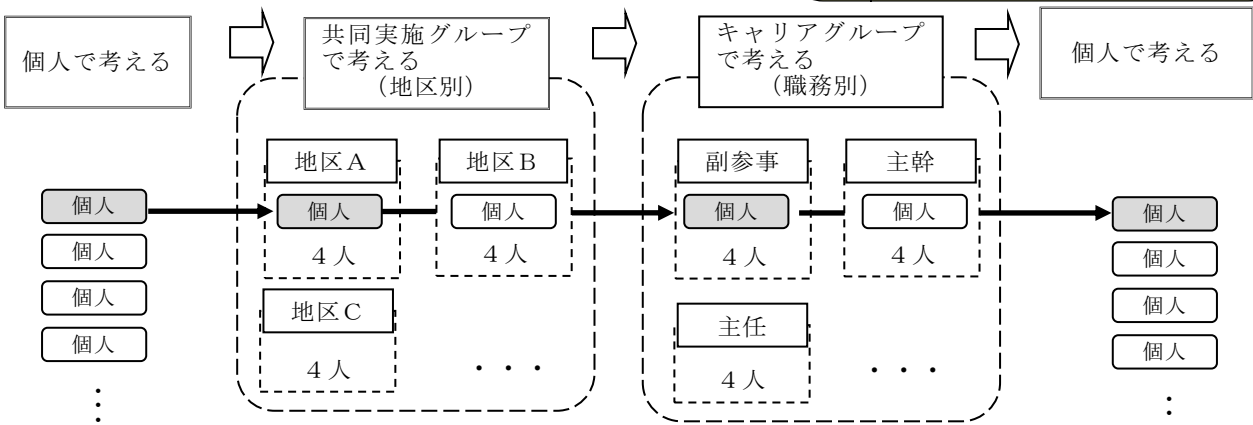 個人で考える
共同実施グループ
で考える
（地区別）
キャリアグループ
で考える
（職務別）
個人で考える
地区Ａ
地区Ｂ
副参事
主幹
個人
個人
個人
個人
個人
個人
４人
４人
４人
４人
個人
個人
個人
個人
個人
個人
地区Ｃ
主任
４人
・・・
４人
・・・
⋮
：